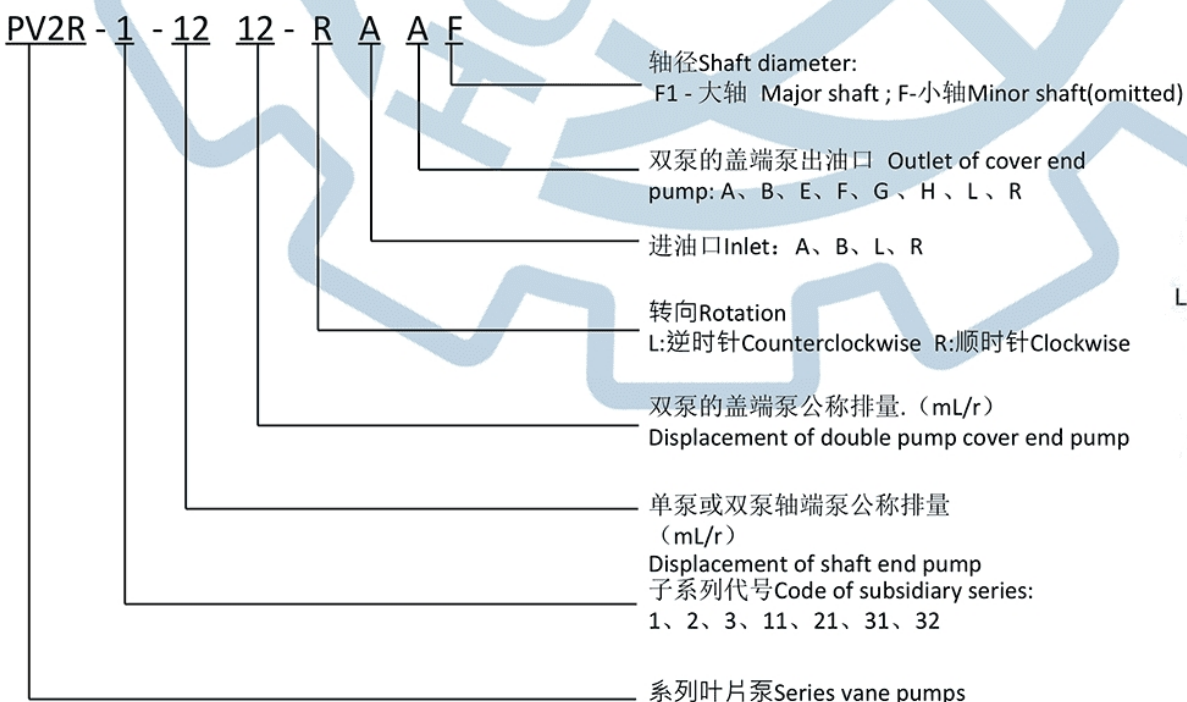 PV2R - 1 - 12 12 - R A A F
轴径Shaft diameter:
F1 - 大轴 Major shaft ; F-小轴Minor shaft(omitted)
双泵的盖端泵出油口 Outlet of cover end
pump: A、B、E、F、G、H、L、R
进油口Inlet：A、B、L、R
L
转向Rotation
L:逆时针Counterclockwise R:顺时针Clockwise
双泵的盖端泵公称排量.（mL/r）
Displacement of double pump cover end pump
单泵或双泵轴端泵公称排量
（mL/r）
Displacement of shaft end pump
子系列代号Code of subsidiary series:
1、2、3、11、21、31、32
系列叶片泵Series vane pumps